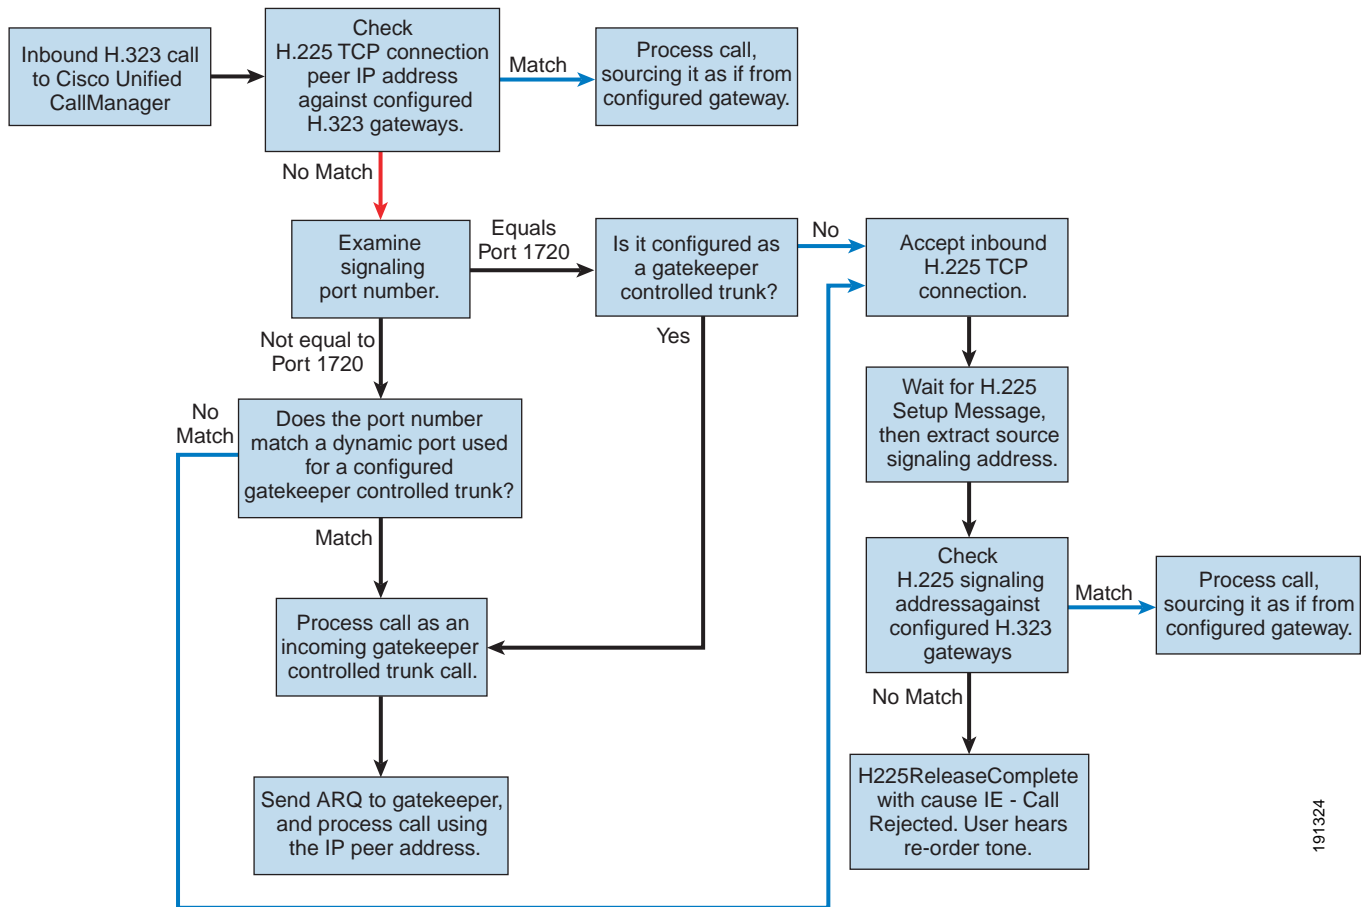 Inbound H.323 call
to Cisco Unified
CallManager
Check
H.225 TCP connection
peer IP address
against configured
H.323 gateways.
Match
Process call,
sourcing it as if from
configured gateway.
No Match
Examine
signaling
port number.
Equals
Port 1720
Is it configured as
a gatekeeper
controlled trunk?
No
Accept inbound
H.225 TCP
connection.
Not equal to
Port 1720
Yes
No
Match
Does the port number
match a dynamic port used
for a configured
gatekeeper controlled trunk?
Wait for H.225
Setup Message,
then extract source
signaling address.
Match
Check
H.225 signaling
addressagainst
configured H.323
gateways
Match
Process call,
sourcing it as if from
configured gateway.
Process call as an
incoming gatekeeper
controlled trunk call.
No Match
Send ARQ to gatekeeper,
and process call using
the IP peer address.
H225ReleaseComplete
with cause IE - Call
Rejected. User hears
re-order tone.
191324